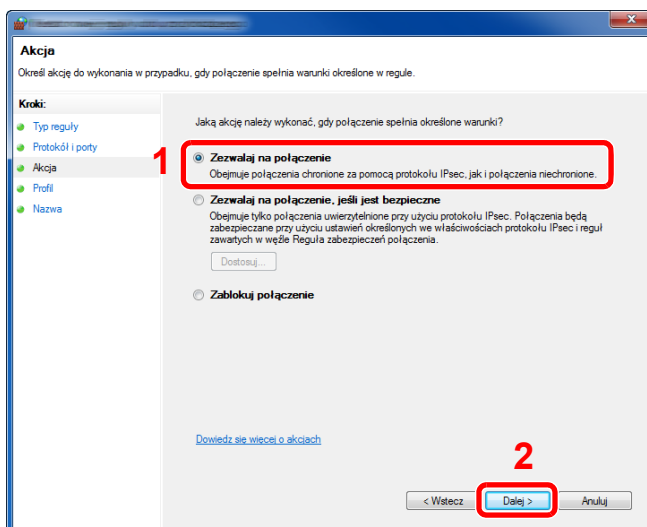 x
Akcja
Określ akcję do wykonania w przypadku, gdy połączenie spełnia warunki określone w regule.
Kroki:
Typ reguły
Protokół i porty
Akcja
Profil
Nazwa
Jaką akcję należy wykonać, gdy połączenie spełnia określone warunki?
1
Zezwalaj na połączenie
Obejmuje połączenia chronione za pomocą protokołu IPsec, jak i połączenia niechronione.
Zezwalaj na połączenie, jeśli jest bezpieczne
Obejmuje tylko połączenia uwierzytelnione przy użyciu protokołu IPsec. Połączenia będą
zabezpieczane przy użyciu ustawień określonych we właściwościach protokołu IPsec i reguł
zawartych w węźle Reguła zabezpieczeń połączenia.
Dostosuj...
Zablokuj połączenie
Dowiedz się więcej o akcjach
2
< Wstecz Dalej > Anuluj